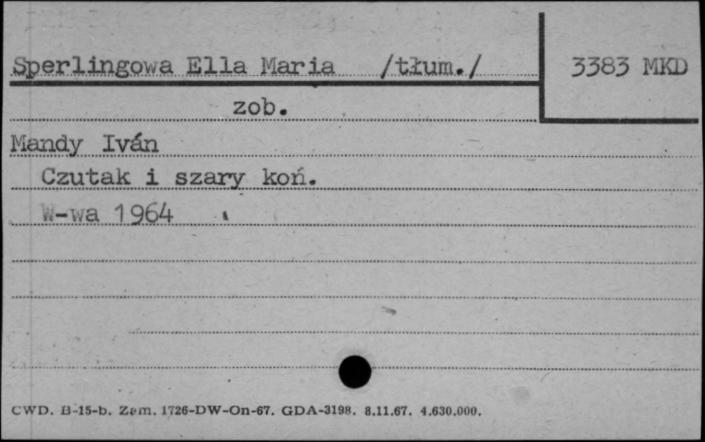 Sperlingowa Ella Maria /tłum./ 3383 MKD
zob.
Mandy Iván
Czutak i szary koń.
W-wa 1964
CWD. B-15-b. Zam. 1726-DW-On-67. GDA-3198. 8.11.67. 4.630.000.